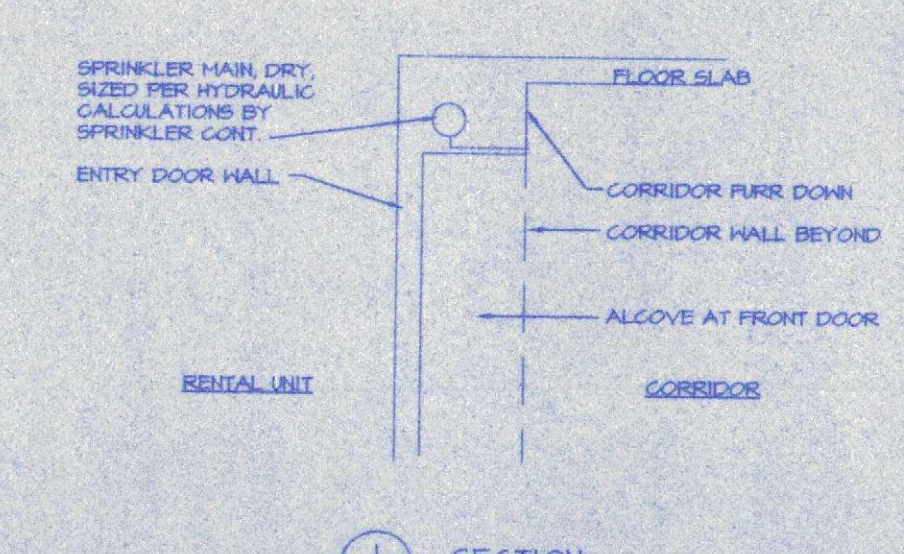 SPRINKLER MAIN, DRY,
SIZED PER HYDRAULIC
CALCULATIONS BY
SPRINKLER CONT.
ENTRY DOOR WALL
FLOOR SLAB
CORRIDOR FURR DOWN
CORRIDOR WALL BEYOND
ALCOVE AT FRONT DOOR
RENTAL UNIT
CORRIDOR
SECTION